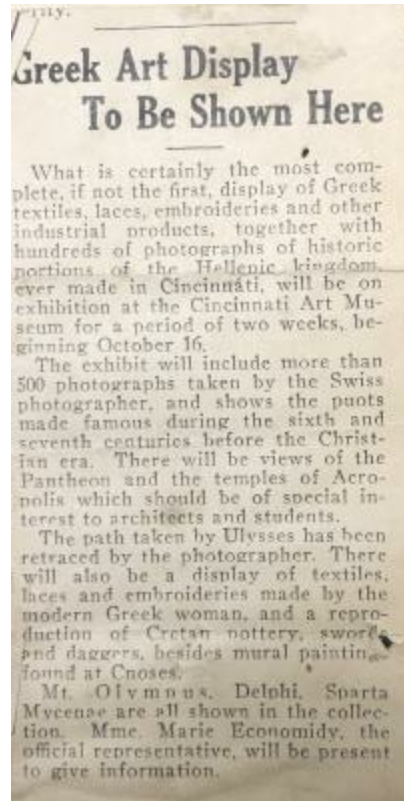 Greek Art Display
To Be Shown Here
What is certainly the most com-
plete, if not the first, display of Greek
textiles, laces, embroideries and other
industrial products, together with
hundreds of photographs of historic
portions of the Hellenic kingdom,
ever made in Cincinnati, will be on
exhibition at the Cincinnati Art Mu-
seum for a period of two weeks, be-
ginning October 16.
The exhibit will include more than
500 photographs taken by the Swiss
photographer, and shows the puots
made famous during the sixth and
seventh centuries before the Christ-
ian era. There will be views of the
Pantheon and the temples of Acro-
polis which should be of special in-
terest to architects and students.
The path taken by Ulysses has been
retraced by the photographer. There
will also be a display of textiles,
laces and embroideries made by the
modern Greek woman, and a repro-
duction of Cretan pottery, swords
and daggers, besides mural painting
found at Cnoses.
Mt. Olympus, Delphi, Sparta
Mycenae are all shown in the collec-
tion. Mme. Marie Economidy, the
official representative, will be present
to give information.